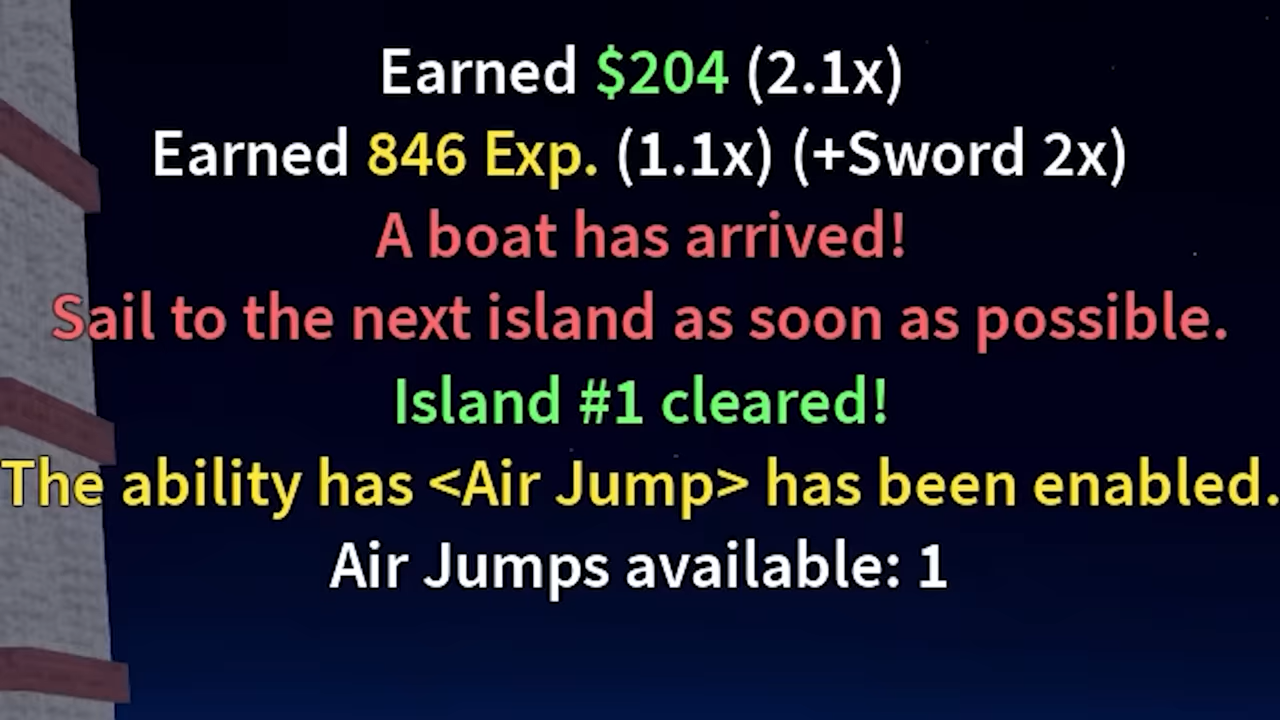 Earned $204 (2.1x)
Earned 846 Exp. (1.1x) (+Sword 2x)
A boat has arrived!
Sail to the next island as soon as possible.
Island #1 cleared!
The ability has <Air Jump> has been enabled.
Air Jumps available: 1